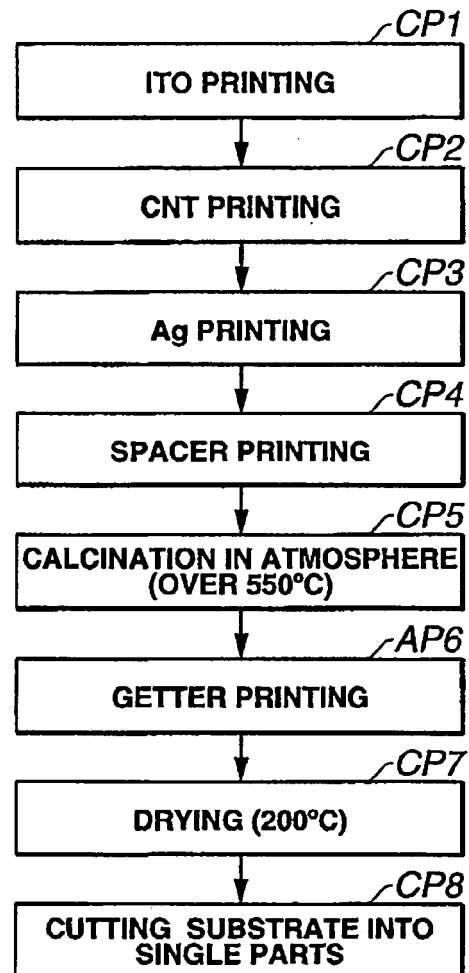 CP1
ITO PRINTING
CP2
CNT PRINTING
CP3
Ag PRINTING
CP4
SPACER PRINTING
CP5
CALCINATION IN ATMOSPHERE
(OVER 550°C)
AP6
GETTER PRINTING
CP7
DRYING (200°C)
CP8
CUTTING SUBSTRATE INTO
SINGLE PARTS